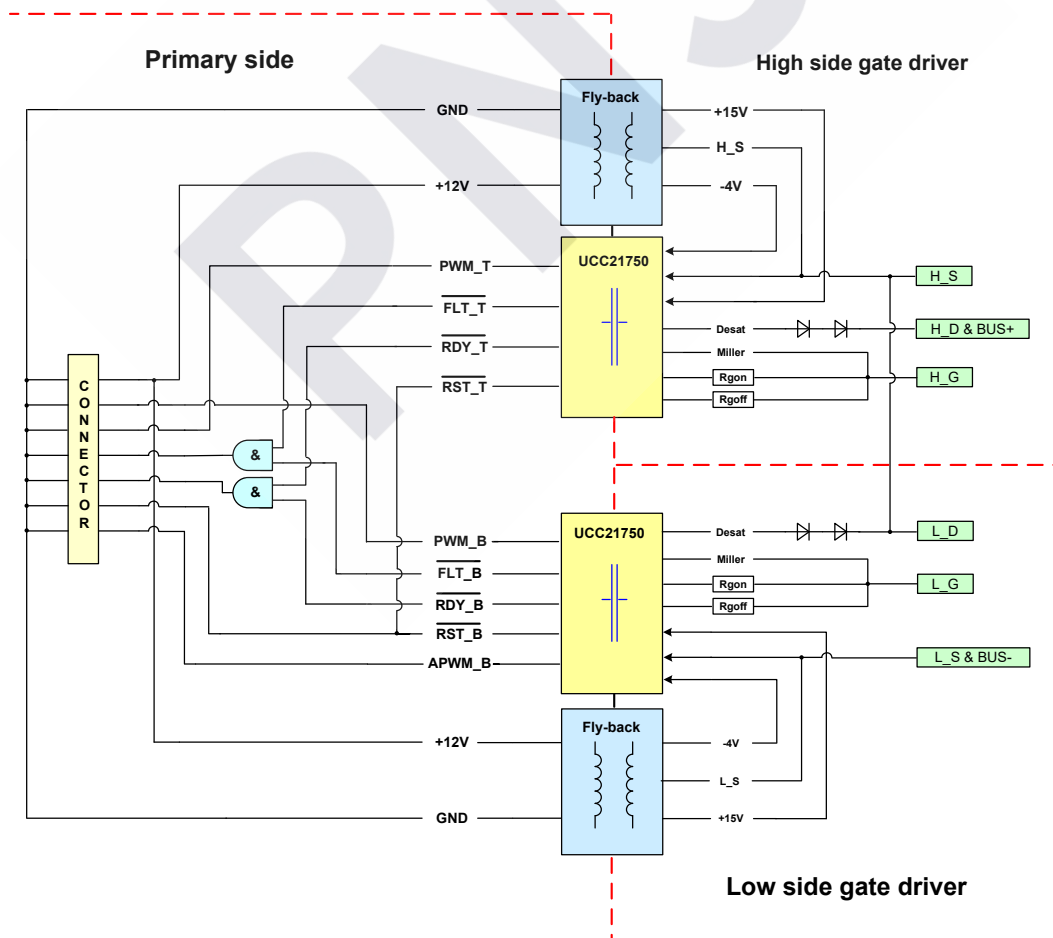 PNJ
Primary side
High side gate driver
Fly-back
GND
+15V
H_S
+12V
-4V
UCC21750
PWM_T
H_S
FLT_T
Desat
H_D & BUS+
RDY_T
Miller
RST_T
Rgon
H_G
Rgoff
CONNECTOR
&
&
UCC21750
PWM_B
Desat
L_D
FLT_B
Miller
RDY_B
Rgon
L_G
Rgoff
RST_B
APWM_B
L_S & BUS-
Fly-back
+12V
-4V
L_S
GND
+15V
Low side gate driver